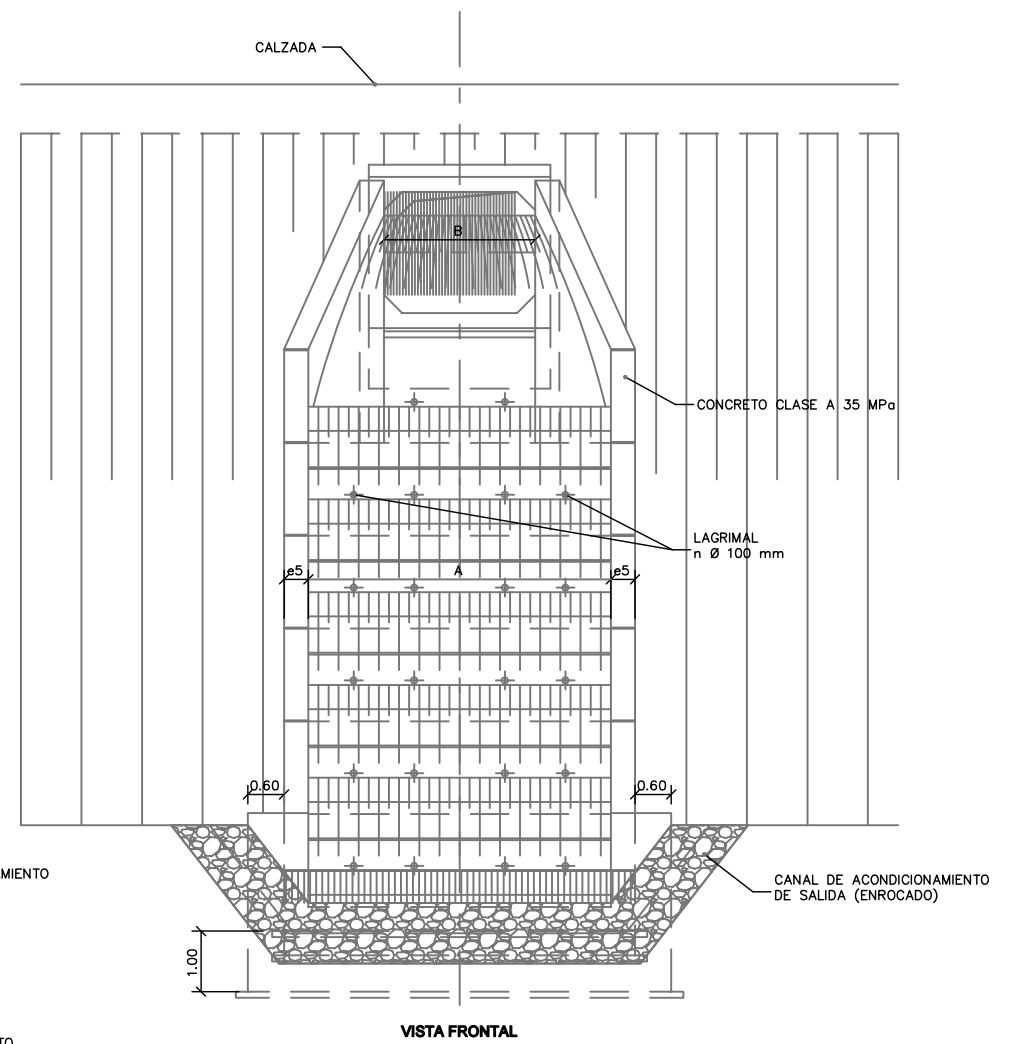 CALZADA
B
CONCRETO CLASE A 35 MPa
LAGRIMAL
n Ø 100 mm
e5
A
e5
0.60
0.60
MIENTO
CANAL DE ACONDICIONAMIENTO
DE SALIDA (ENROCADO)
1.00
VISTA FRONTAL
TO